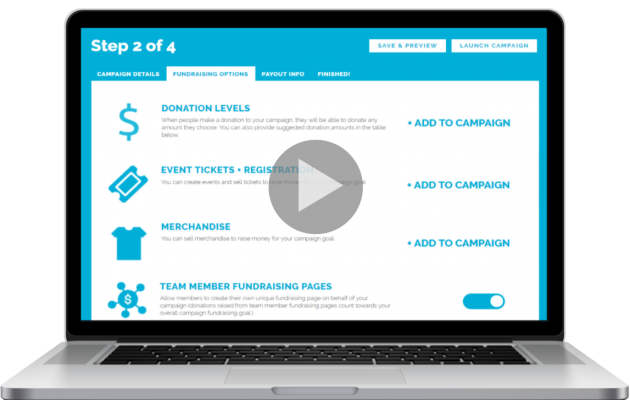 Step 2 of 4
SAVE & PREVIEW
LAUNCH CAMPAIGN
CAMPAIGN DETAILS
FUNDRAISING OPTIONS
PAYOUT INFO
FINISHED!
DONATION LEVELS
When people make a donation to your campaign, they will be able to donate any
amount they choose. You can also provide suggested donation amounts in the table
below.
+ ADD TO CAMPAIGN
EVENT TICKETS + REGISTRATION
You can create events and sell tickets to raise goal.
+ ADD TO CAMPAIGN
MERCHANDISE
You can sell merchandise to raise money for your campaign goal.
+ ADD TO CAMPAIGN
TEAM MEMBER FUNDRAISING PAGES
Allow members to create their own unique fundraising page on behalf of your
campaign (donations raised from team member fundraising pages count towards your
overall campaign fundraising goal.)